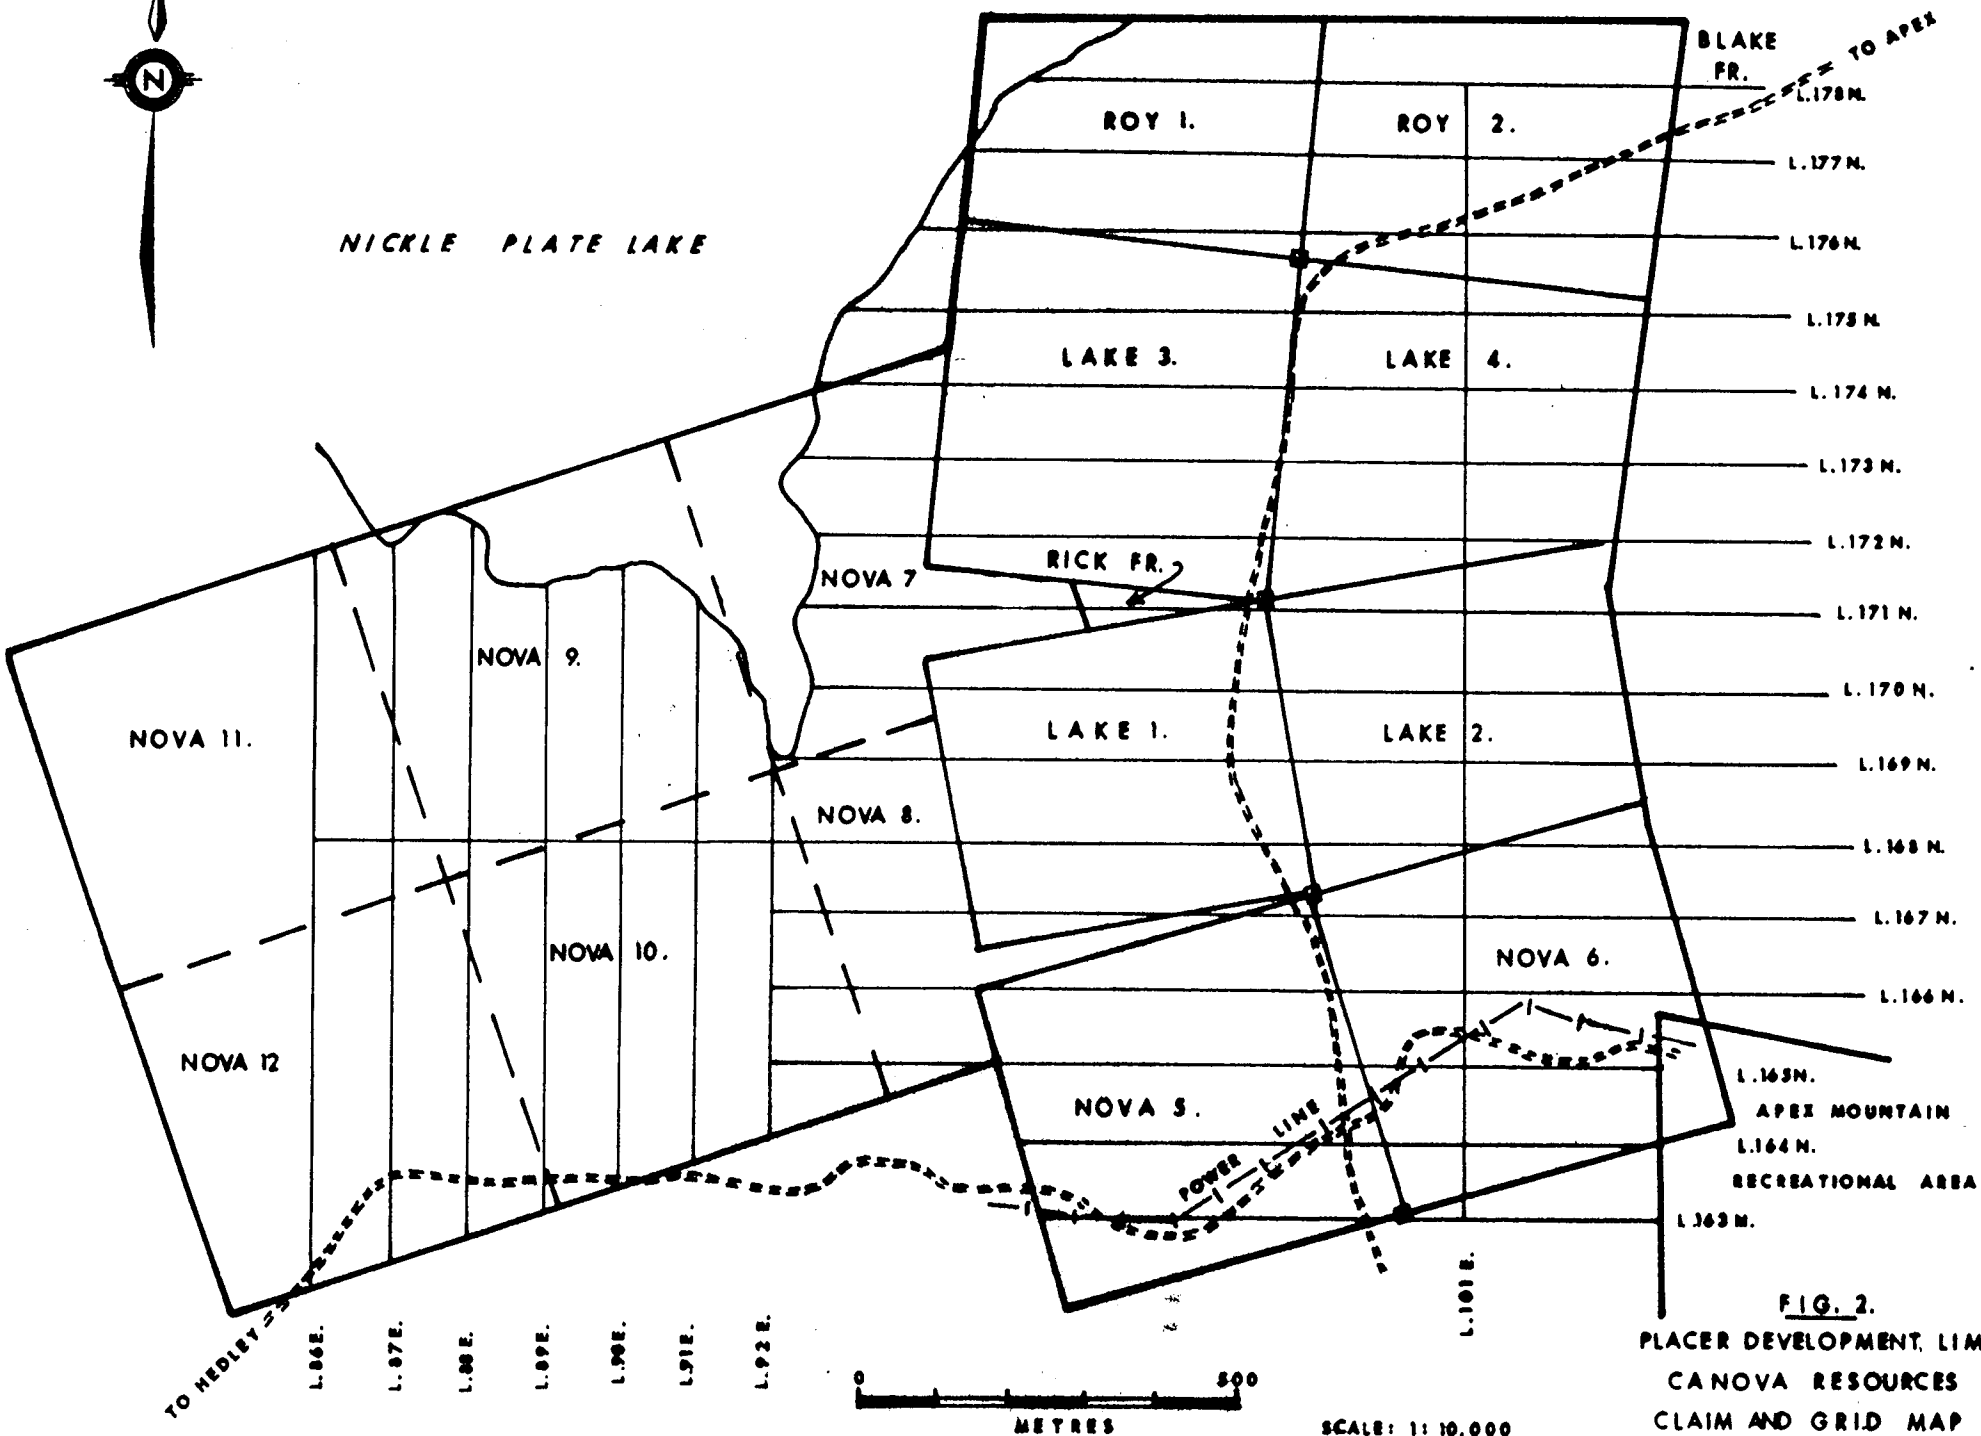 N
BLAKE
FR.
TO APEX
L.178 N.
ROY 1.
ROY 2.
L.177 N.
NICKLE PLATE LAKE
L.176 N.
L.175 N.
LAKE 3.
LAKE 4.
L.174 N.
L.173 N.
L.172 N.
RICK FR.
NOVA 7
L.171 N.
NOVA 9.
L.170 N.
NOVA 11.
LAKE 1.
LAKE 2.
L.169 N.
NOVA 8.
L.168 N.
L.167 N.
NOVA 10.
NOVA 6.
L.166 N.
NOVA 12
L.165 N.
NOVA 5.
APEX MOUNTAIN
POWER LINE
L.164 N.
RECREATIONAL AREA
L.163 N.
L.101 E.
TO HEDLEY
L.86 E.
L.87 E.
L.88 E.
L.89 E.
L.90 E.
L.91 E.
L.92 E.
FIG. 2.
PLACER DEVELOPMENT, LIM
CANOVA RESOURCES
CLAIM AND GRID MAP
0 500
METRES
SCALE: 1:10,000